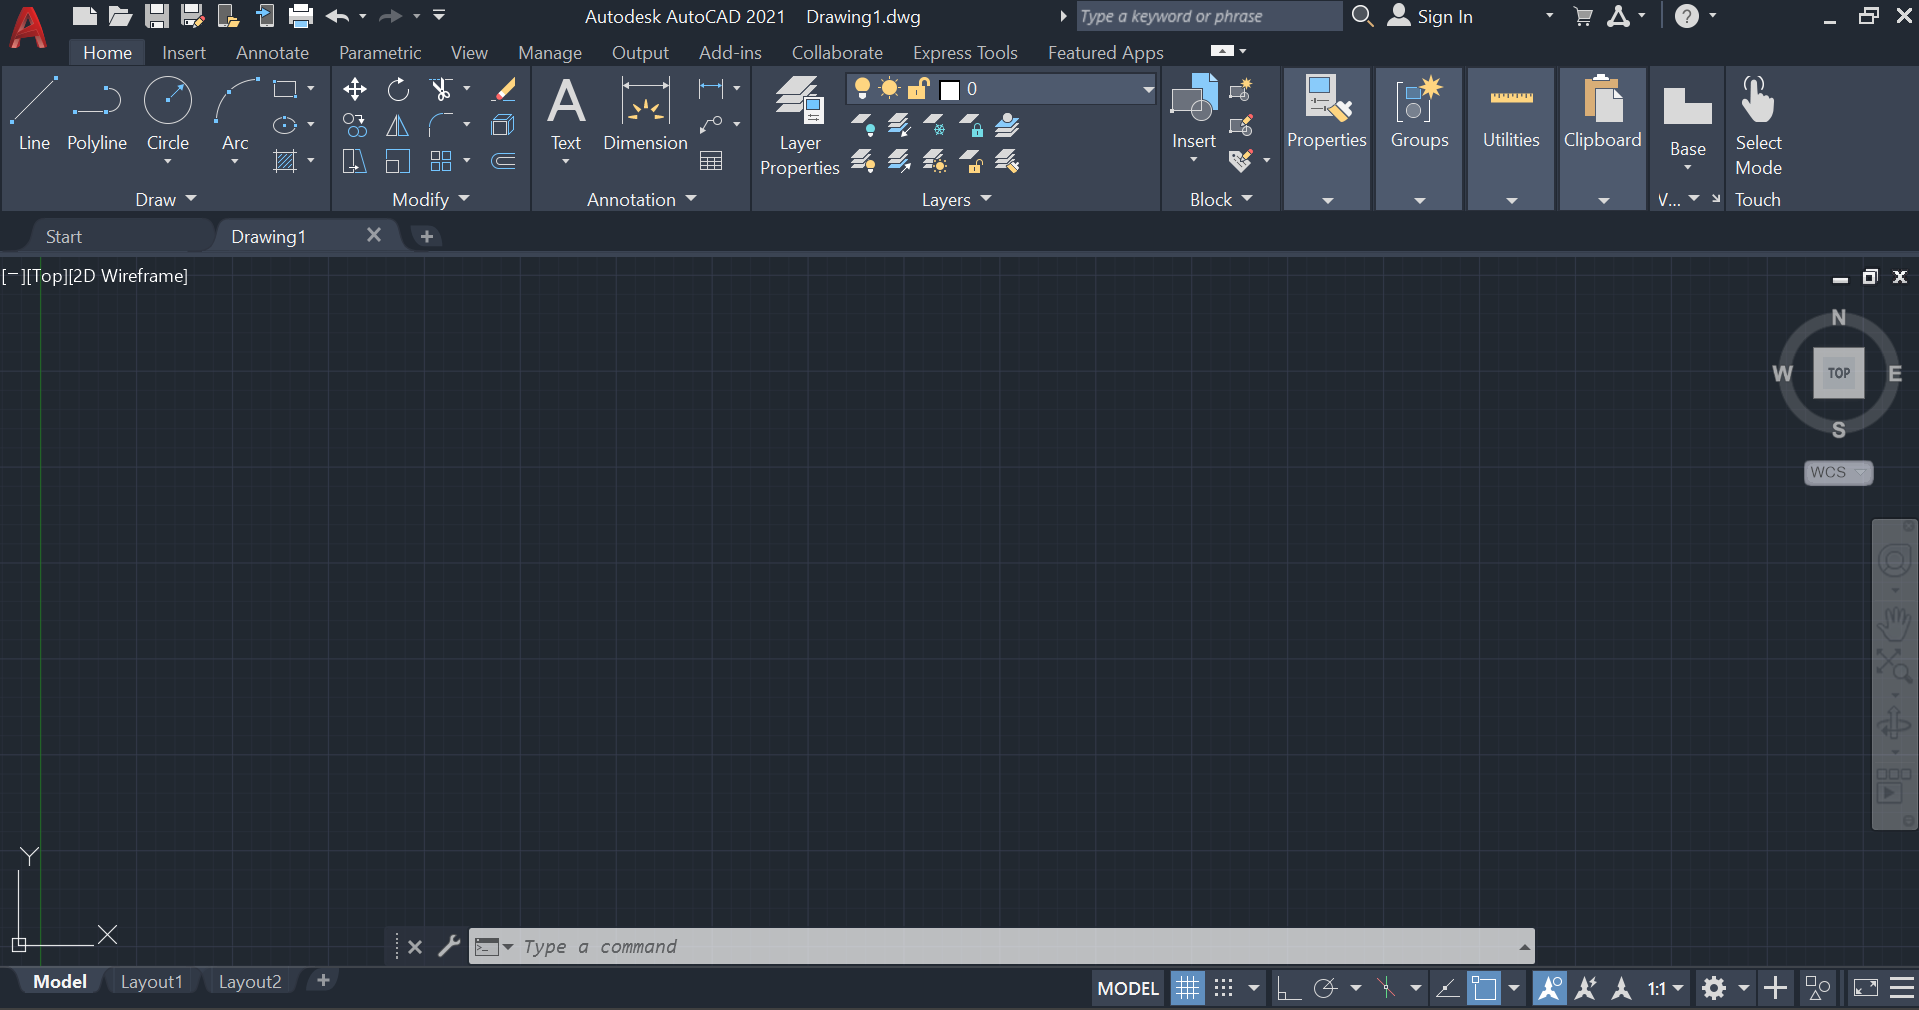 Autodesk AutoCAD 2021 Drawing1.dwg Type a keyword or phrase Sign In
Home Insert Annotate Parametric View Manage Output Add-ins Collaborate Express Tools Featured Apps
0
Line Polyline Circle Arc Text Dimension Layer Properties Insert Properties Groups Utilities Clipboard Base Select Mode
Draw Modify Annotation Layers Block V... Touch
Start Drawing1
[−][Top][2D Wireframe]
N
W TOP E
S
WCS
Y
X
Type a command
Model Layout1 Layout2 MODEL 1:1